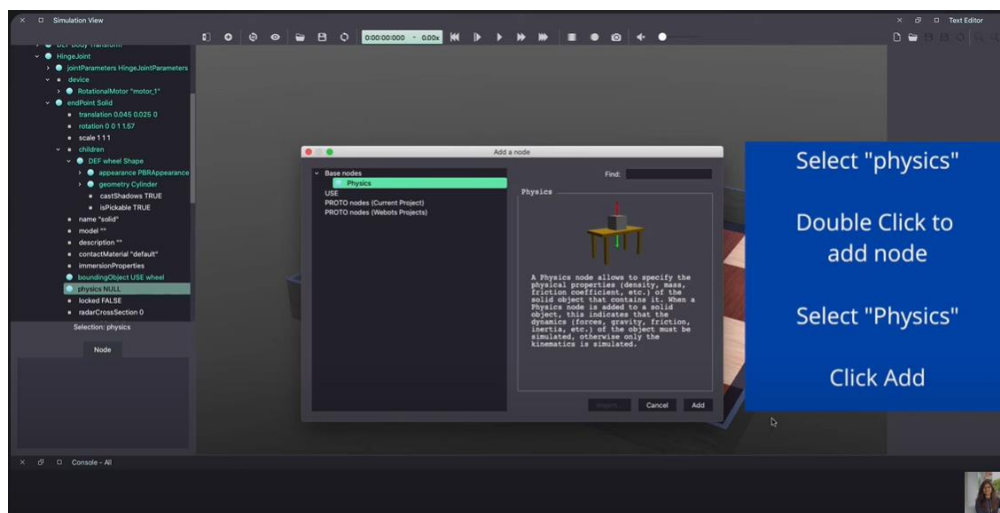 Simulation View
Text Editor
0:00:00:000 - 0.00x
DEF body Transform
HingeJoint
jointParameters HingeJointParameters
device
RotationalMotor "motor_1"
endPoint Solid
translation 0.045 0.025 0
rotation 0 0 1 1.57
scale 1 1 1
children
DEF wheel Shape
appearance PBRAppearance
geometry Cylinder
castShadows TRUE
isPickable TRUE
name "solid"
model ""
description ""
contactMaterial "default"
immersionProperties
boundingObject USE wheel
physics NULL
locked FALSE
radarCrossSection 0
Selection: physics
Node
Console - All
Add a node
Base nodes
Physics
USE
PROTO nodes (Current Project)
PROTO nodes (Webots Projects)
Find:
Physics
A Physics node allows to specify the
physical properties (density, mass,
friction coefficient, etc.) of the
solid object that contains it. When a
Physics node is added to a solid
object, this indicates that the
dynamics (forces, gravity, friction,
inertia, etc.) of the object must be
simulated, otherwise only the
kinematics is simulated.
Cancel
Add
Select "physics"
Double Click to
add node
Select "Physics"
Click Add